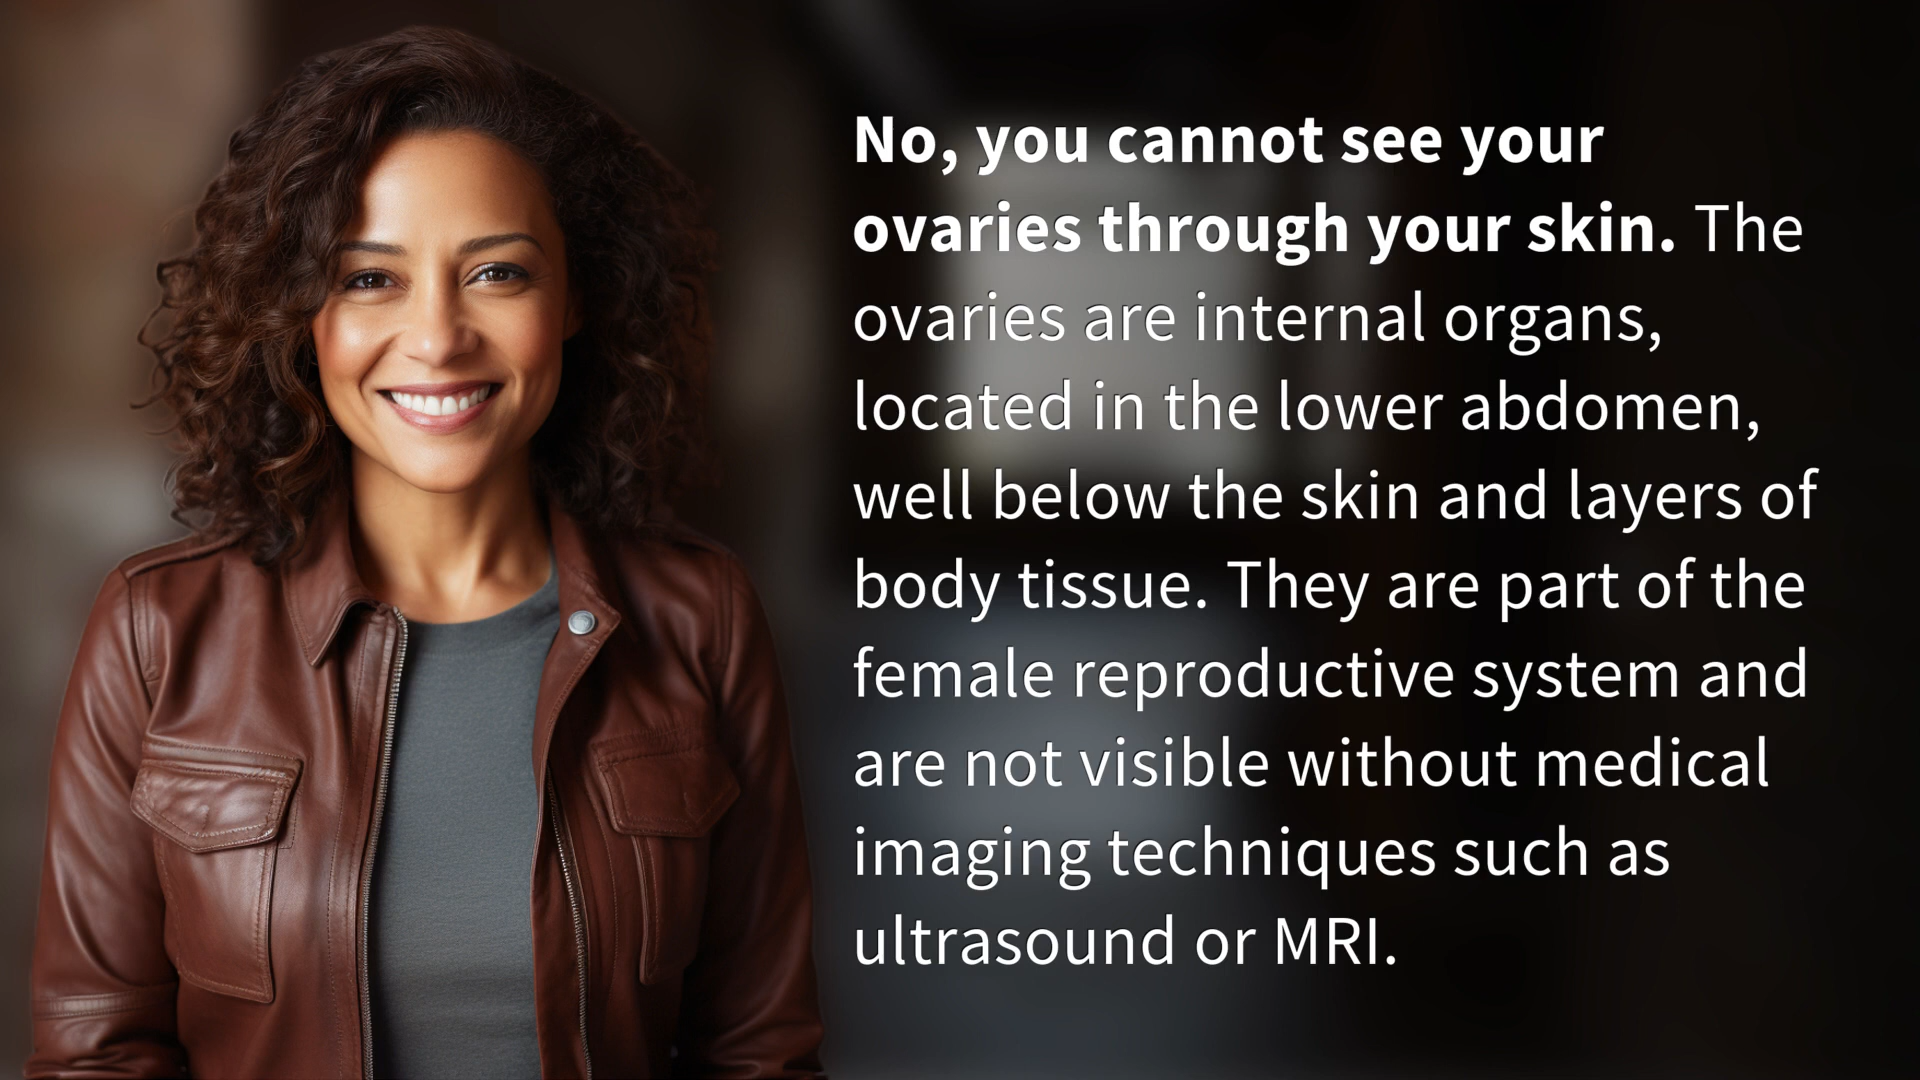 No, you cannot see your
ovaries through your skin. The
ovaries are internal organs,
located in the lower abdomen,
well below the skin and layers of
body tissue. They are part of the
female reproductive system and
are not visible without medical
imaging techniques such as
ultrasound or MRI.